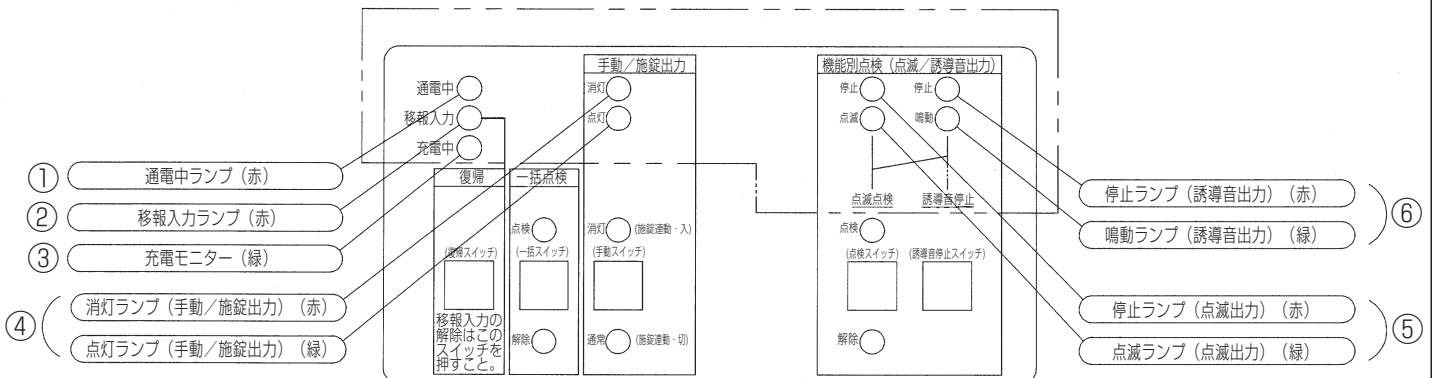 手動/施錠出力
機能別点検(点滅/誘導音出力)
通電中
消灯
停止
停止
移報入力
点灯
点滅
鳴動
充電中
① 通電中ランプ(赤)
② 移報入力ランプ(赤)
③ 充電モニター(緑)
④
消灯ランプ(手動/施錠出力)(赤)
点灯ランプ(手動/施錠出力)(緑)
復帰
一括点検
点滅点検
誘導音停止
点検
消灯
(施錠連動・入)
点検
(復帰スイッチ)
(一括スイッチ)
(手動スイッチ)
(点検スイッチ)
(誘導音停止スイッチ)
移報入力の
解除はこの
スイッチを
押すこと。
解除
通常
(施錠連動・切)
解除
停止ランプ(誘導音出力)(赤)
鳴動ランプ(誘導音出力)(緑)
⑥
停止ランプ(点滅出力)(赤)
点滅ランプ(点滅出力)(緑)
⑤